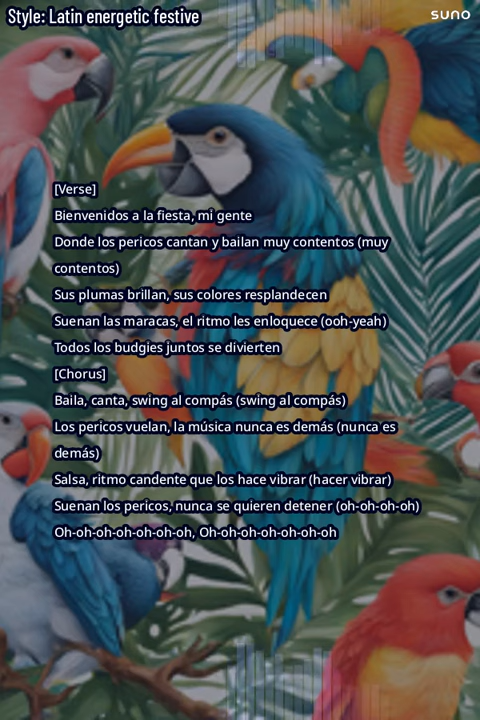 Style: Latin energetic festive
suno
[Verse]
Bienvenidos a la fiesta, mi gente
Donde los pericos cantan y bailan muy contentos (muy
contentos)
Sus plumas brillan, sus colores resplandecen
Suenan las maracas, el ritmo les enloquece (ooh-yeah)
Todos los budgies juntos se divierten
[Chorus]
Baila, canta, swing al compás (swing al compás)
Los pericos vuelan, la música nunca es demás (nunca es
demás)
Salsa, ritmo candente que los hace vibrar (hacer vibrar)
Suenan los pericos, nunca se quieren detener (oh-oh-oh-oh)
Oh-oh-oh-oh-oh-oh-oh, Oh-oh-oh-oh-oh-oh-oh